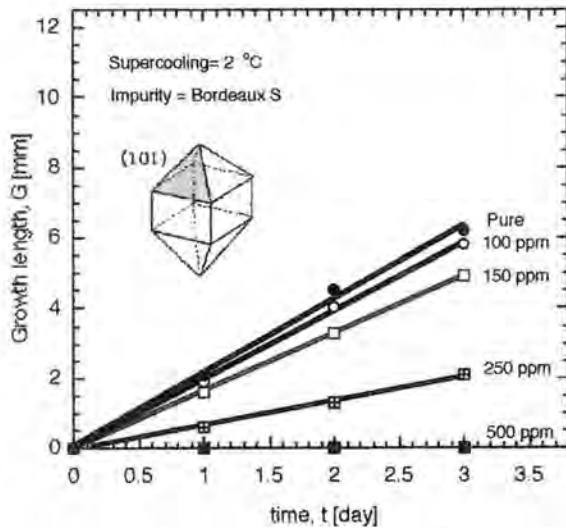 12
10
8
6
4
2
0
Growth length, G [mm]
Supercooling= 2 °C
Impurity = Bordeaux S
(101)
Pure
100 ppm
150 ppm
250 ppm
500 ppm
0 0.5 1 1.5 2 2.5 3 3.5
time, t [day]